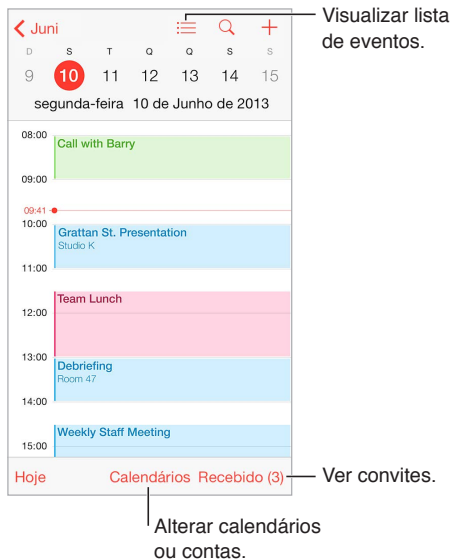 Visualizar lista
de eventos.
Juni
D S T Q Q S S
9 10 11 12 13 14 15
segunda-feira 10 de Junho de 2013
08:00
Call with Barry
09:00
09:41
10:00
Grattan St. Presentation
Studio K
11:00
Team Lunch
12:00
13:00
Debriefing
Room 47
14:00
Weekly Staff Meeting
15:00
Hoje Calendários Recebido (3)
Ver convites.
Alterar calendários
ou contas.